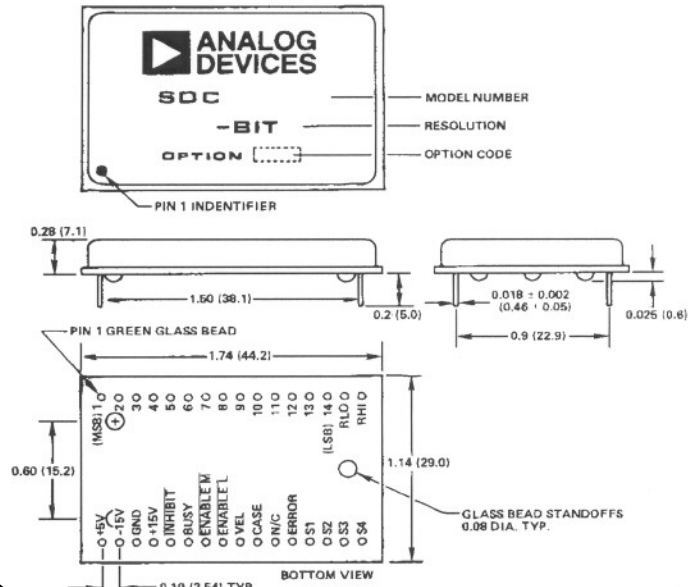 ANALOG
DEVICES
SDC
-BIT
OPTION
MODEL NUMBER
RESOLUTION
OPTION CODE
PIN 1 INDENTIFIER
0.28 (7.1)
1.50 (38.1)
0.2 (5.0)
0.018 ± 0.002
(0.46 ± 0.05)
0.025 (0.6)
0.9 (22.9)
PIN 1 GREEN GLASS BEAD
1.74 (44.2)
(MSB) 1
2
3
4
5
6
7
8
9
10
11
12
13
(LSB) 14
RLO
RHI
0.60 (15.2)
1.14 (29.0)
+5V
-15V
GND
+15V
INHIBIT
BUSY
ENABLE M
ENABLE L
VEL
CASE
N/C
ERROR
S1
S2
S3
S4
GLASS BEAD STANDOFFS
0.08 DIA. TYP.
BOTTOM VIEW
0.10 (2.54) TYP